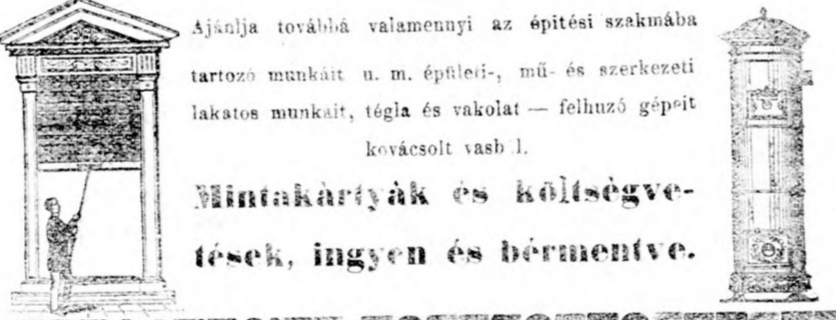 Ajánlja továbbá valamennyi az épitési szakmába
tartozó munkáit u. m. épületi-, mű- és szerkezeti
lakatos munkáit, tégla és vakolat — felhuzó gépeit
kovácsolt
Mintakártyák és költségve-
tések, ingyen és bérmentve.